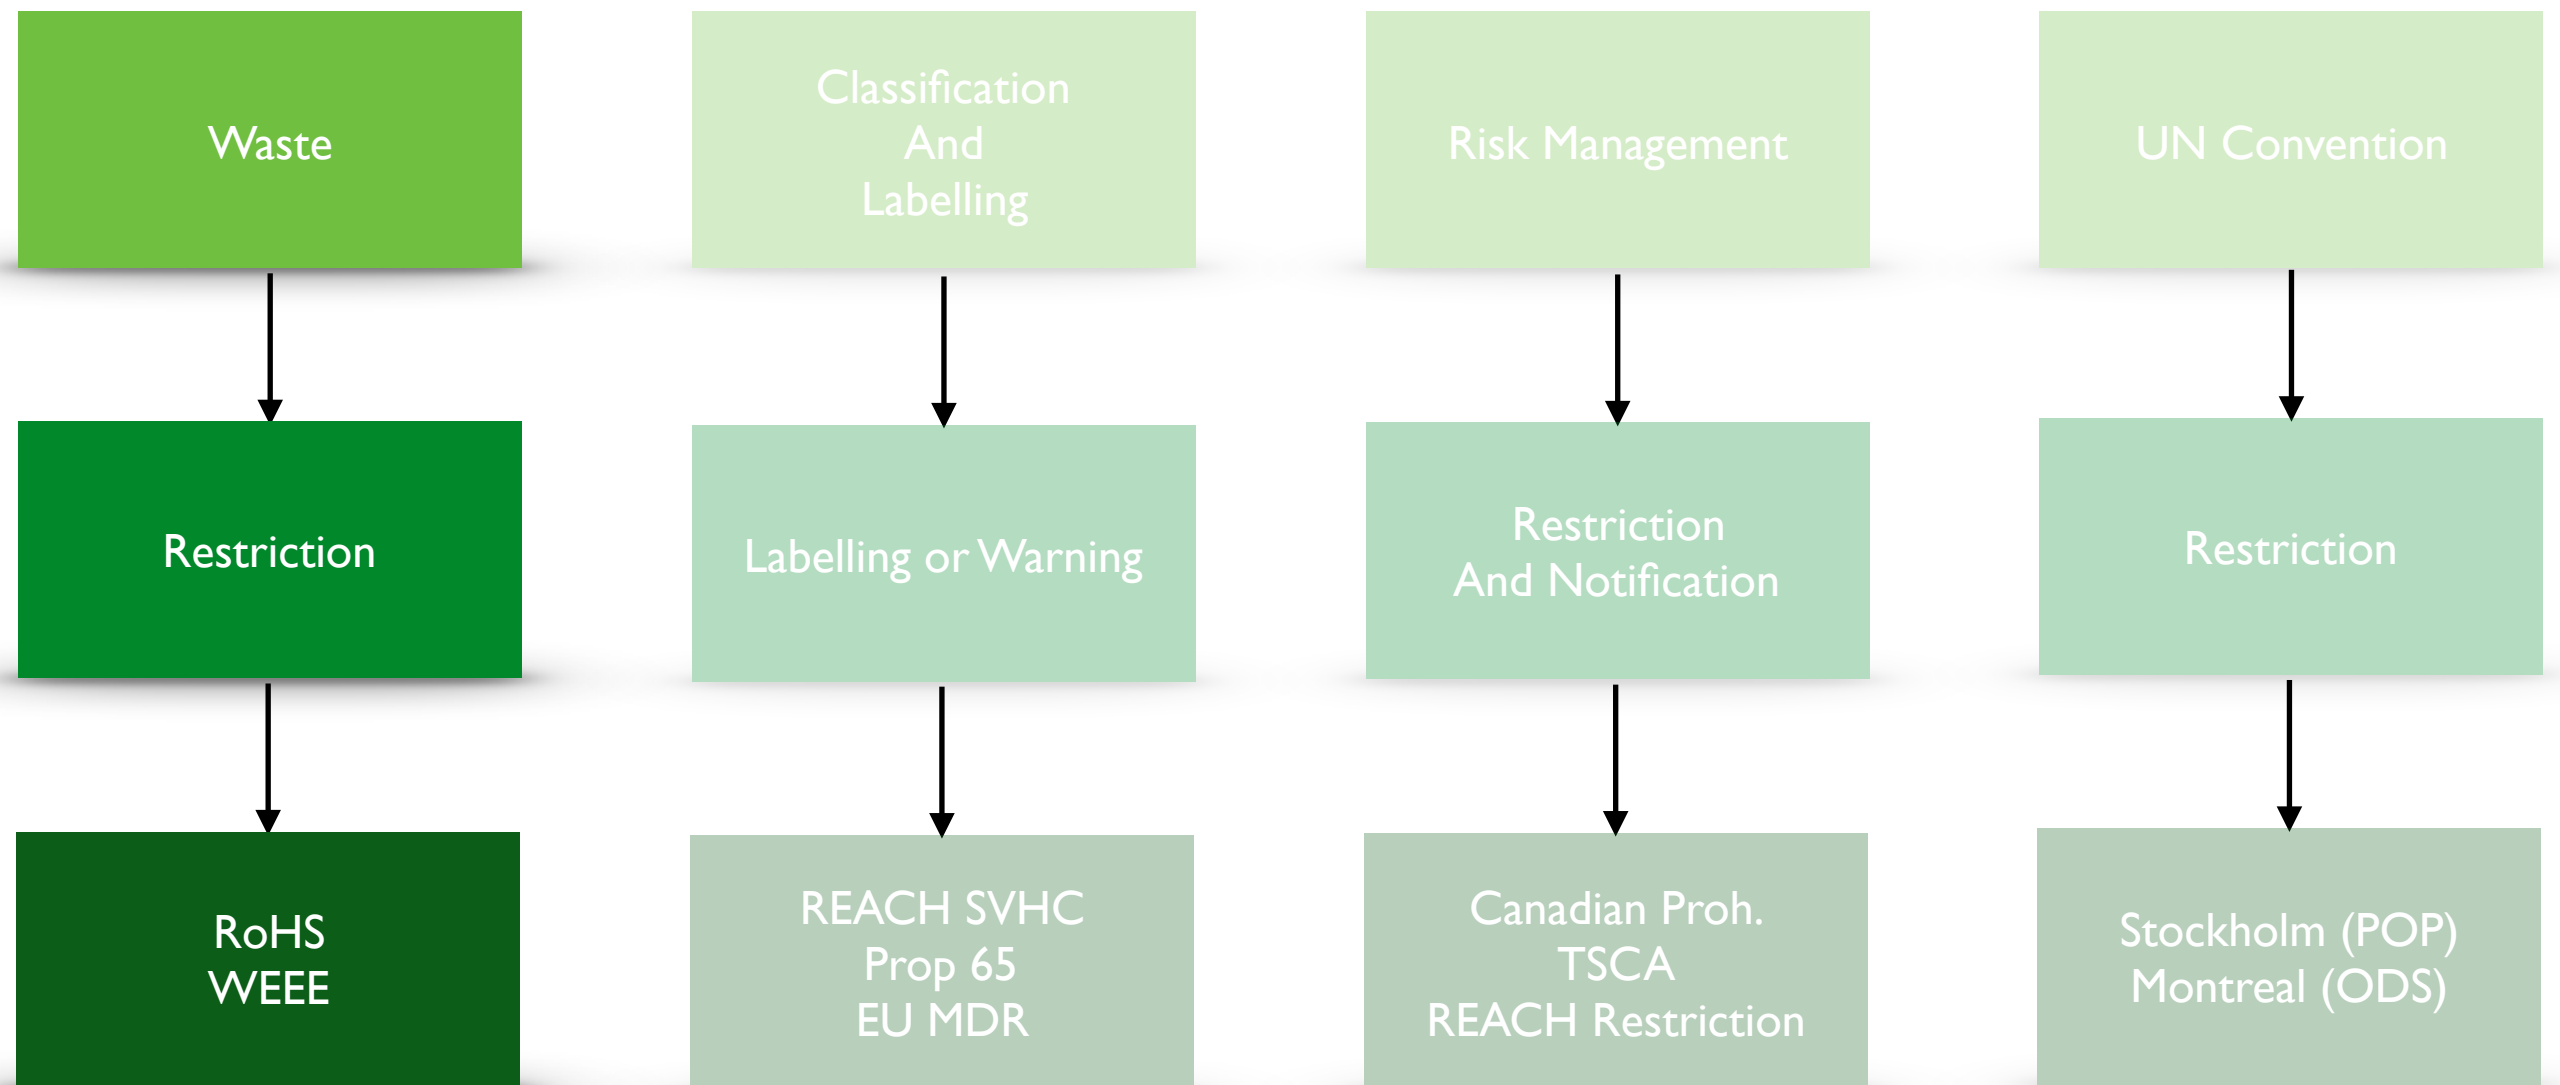 Waste
Classification
And
Labelling
Risk Management
UN Convention
Restriction
Labelling or Warning
Restriction
And Notification
Restriction
RoHS
WEEE
REACH SVHC
Prop 65
EU MDR
Canadian Proh.
TSCA
REACH Restriction
Stockholm (POP)
Montreal (ODS)